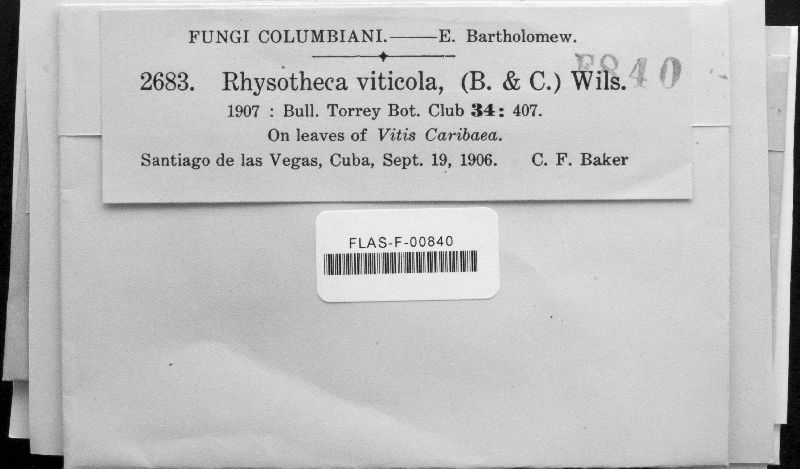 FUNGI COLUMBIANI.——E. Bartholomew.
2683. Rhysotheca viticola, (B. & C.) Wils.
F840
1907 : Bull. Torrey Bot. Club 34: 407.
On leaves of Vitis Caribaea.
Santiago de las Vegas, Cuba, Sept. 19, 1906. C. F. Baker
FLAS-F-00840